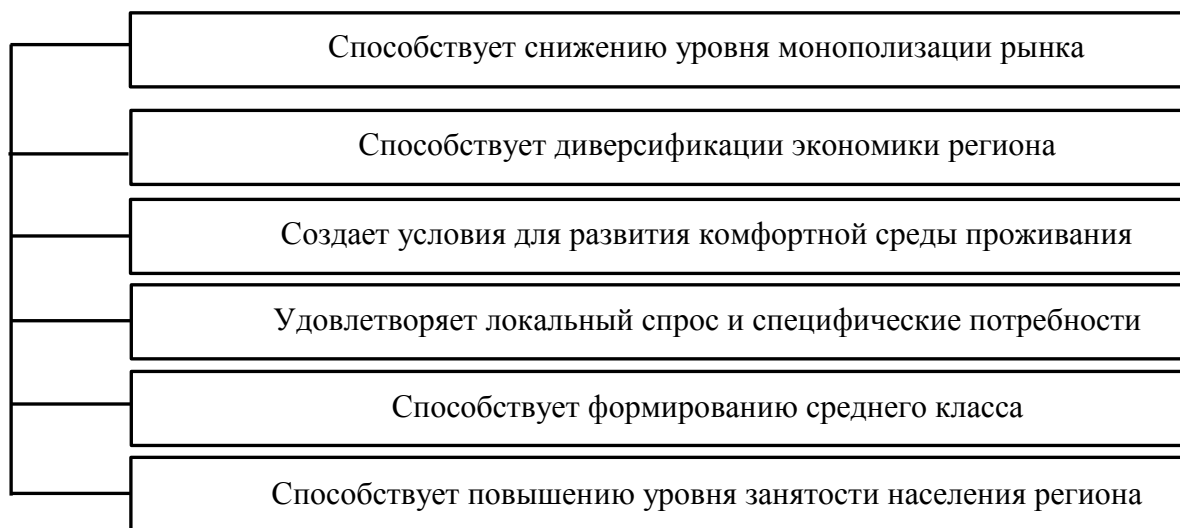 Способствует снижению уровня монополизации рынка
Способствует диверсификации экономики региона
Создает условия для развития комфортной среды проживания
Удовлетворяет локальный спрос и специфические потребности
Способствует формированию среднего класса
Способствует повышению уровня занятости населения региона